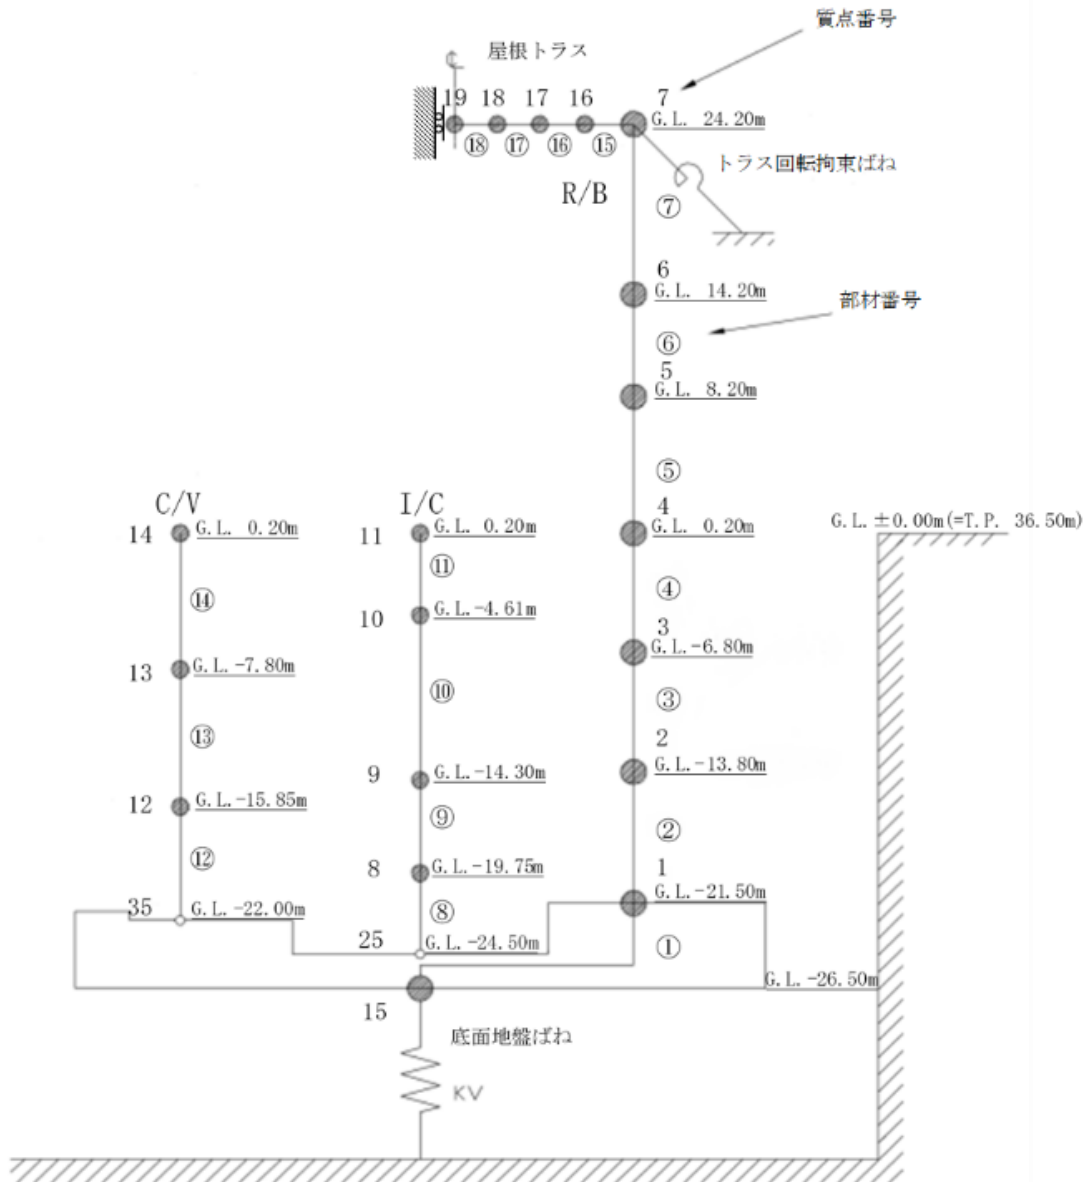 質点番号
屋根トラス
19 18 17 16 7
G.L. 24.20m
⑱ ⑰ ⑯ ⑮
トラス回転拘束ばね
R/B
⑦
6
G.L. 14.20m
部材番号
⑥
5
G.L. 8.20m
⑤
C/V I/C
14 G.L. 0.20m 11 G.L. 0.20m 4 G.L. 0.20m
G.L.±0.00m(=T.P. 36.50m)
⑪
⑭ ④
10 G.L.-4.61m
3
G.L.-6.80m
13 G.L.-7.80m
⑩ ③
⑬ 2
9 G.L.-14.30m G.L.-13.80m
12 G.L.-15.85m
⑨ ②
⑫ 8 G.L.-19.75m 1
G.L.-21.50m
35 G.L.-22.00m ⑧
25 G.L.-24.50m ①
G.L.-26.50m
15
底面地盤ばね
KV